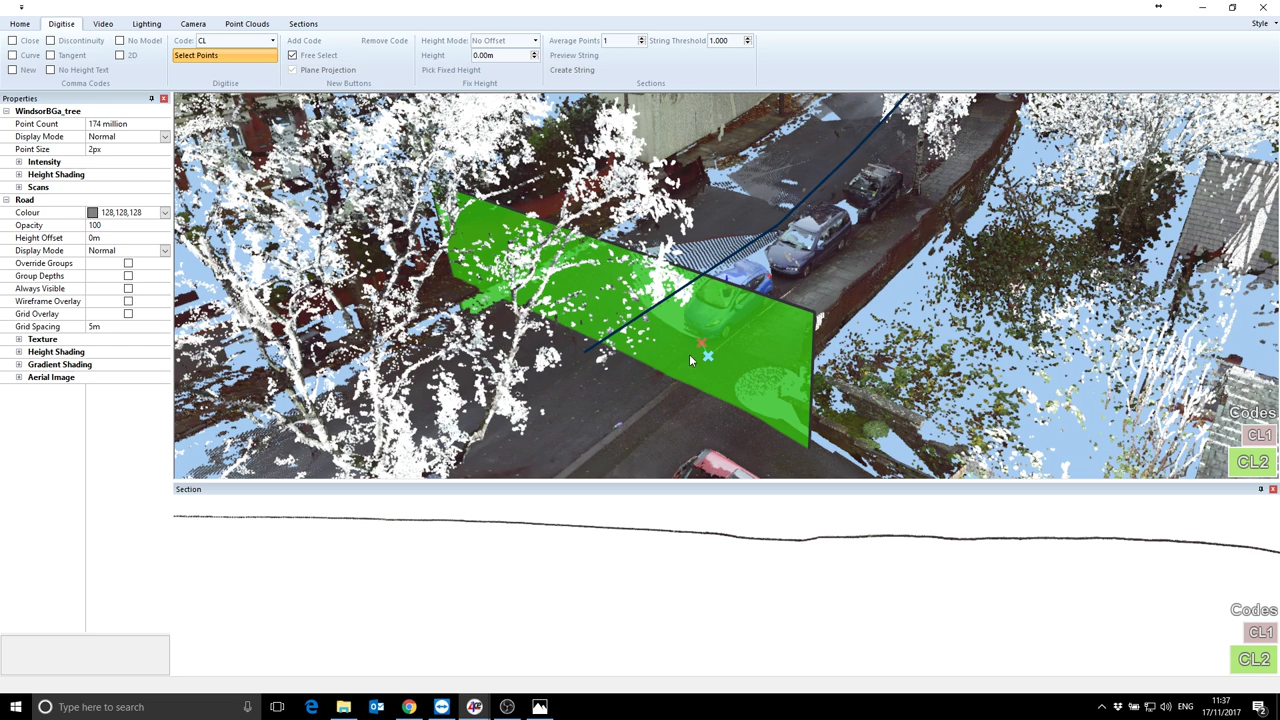 Home Digitise Video Lighting Camera Point Clouds Sections Style
Close Discontinuity No Model Code: CL Add Code Remove Code Height Mode: No Offset Average Points 1 String Threshold 1.000
Curve Tangent 2D Select Points Free Select Height 0.00m Preview String
New No Height Text Plane Projection Pick Fixed Height Create String
Comma Codes Digitise New Buttons Fix Height Sections
Properties
WindsorBGa_tree
Point Count 174 million
Display Mode Normal
Point Size 2px
Intensity
Height Shading
Scans
Road
Colour 128,128,128
Opacity 100
Height Offset 0m
Display Mode Normal
Override Groups
Group Depths
Always Visible
Wireframe Overlay
Grid Overlay
Grid Spacing 5m
Texture
Height Shading
Gradient Shading
Aerial Image
Codes
CL1
CL2
Section
Codes
CL1
CL2
Type here to search
ENG
11:37
17/11/2017
2